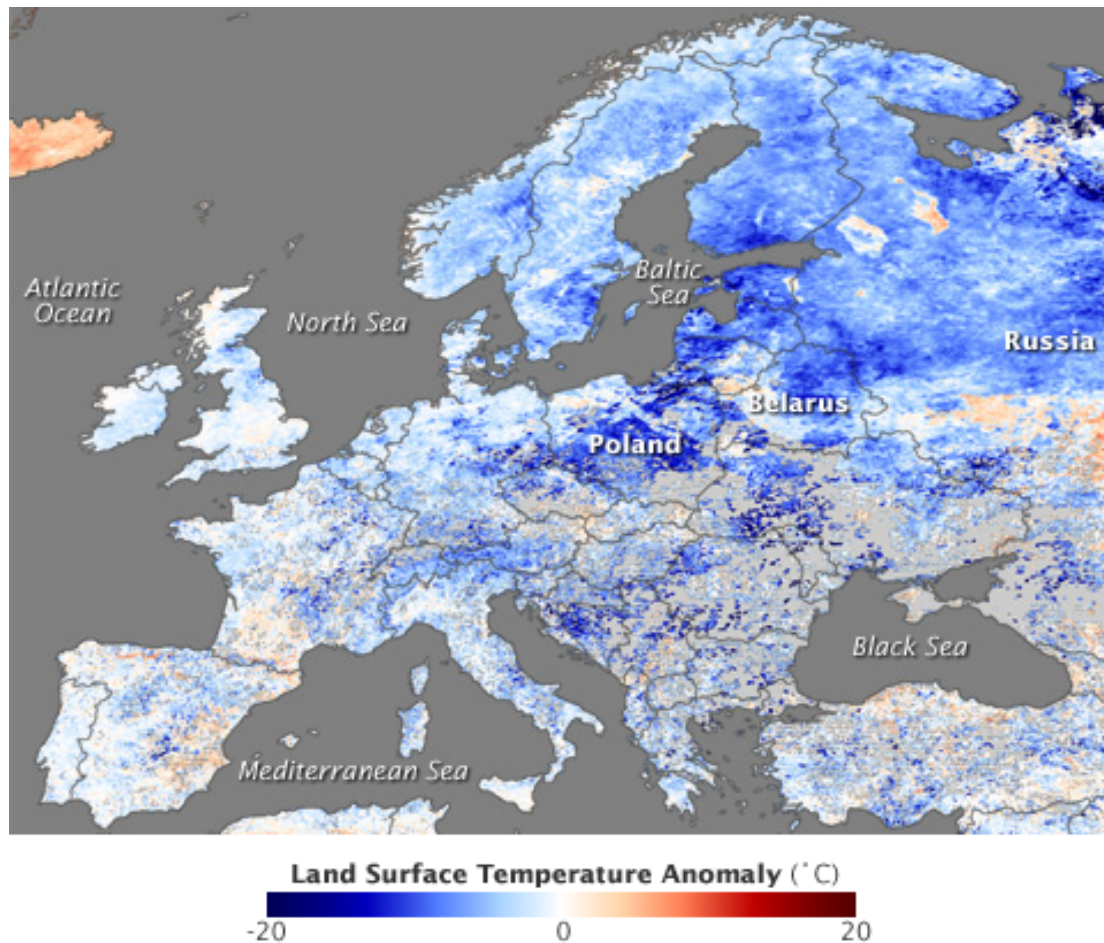 Atlantic
Ocean
North Sea
Baltic
Sea
Russia
Belarus
Poland
Black Sea
Mediterranean Sea
Land Surface Temperature Anomaly (°C)
-20 0 20